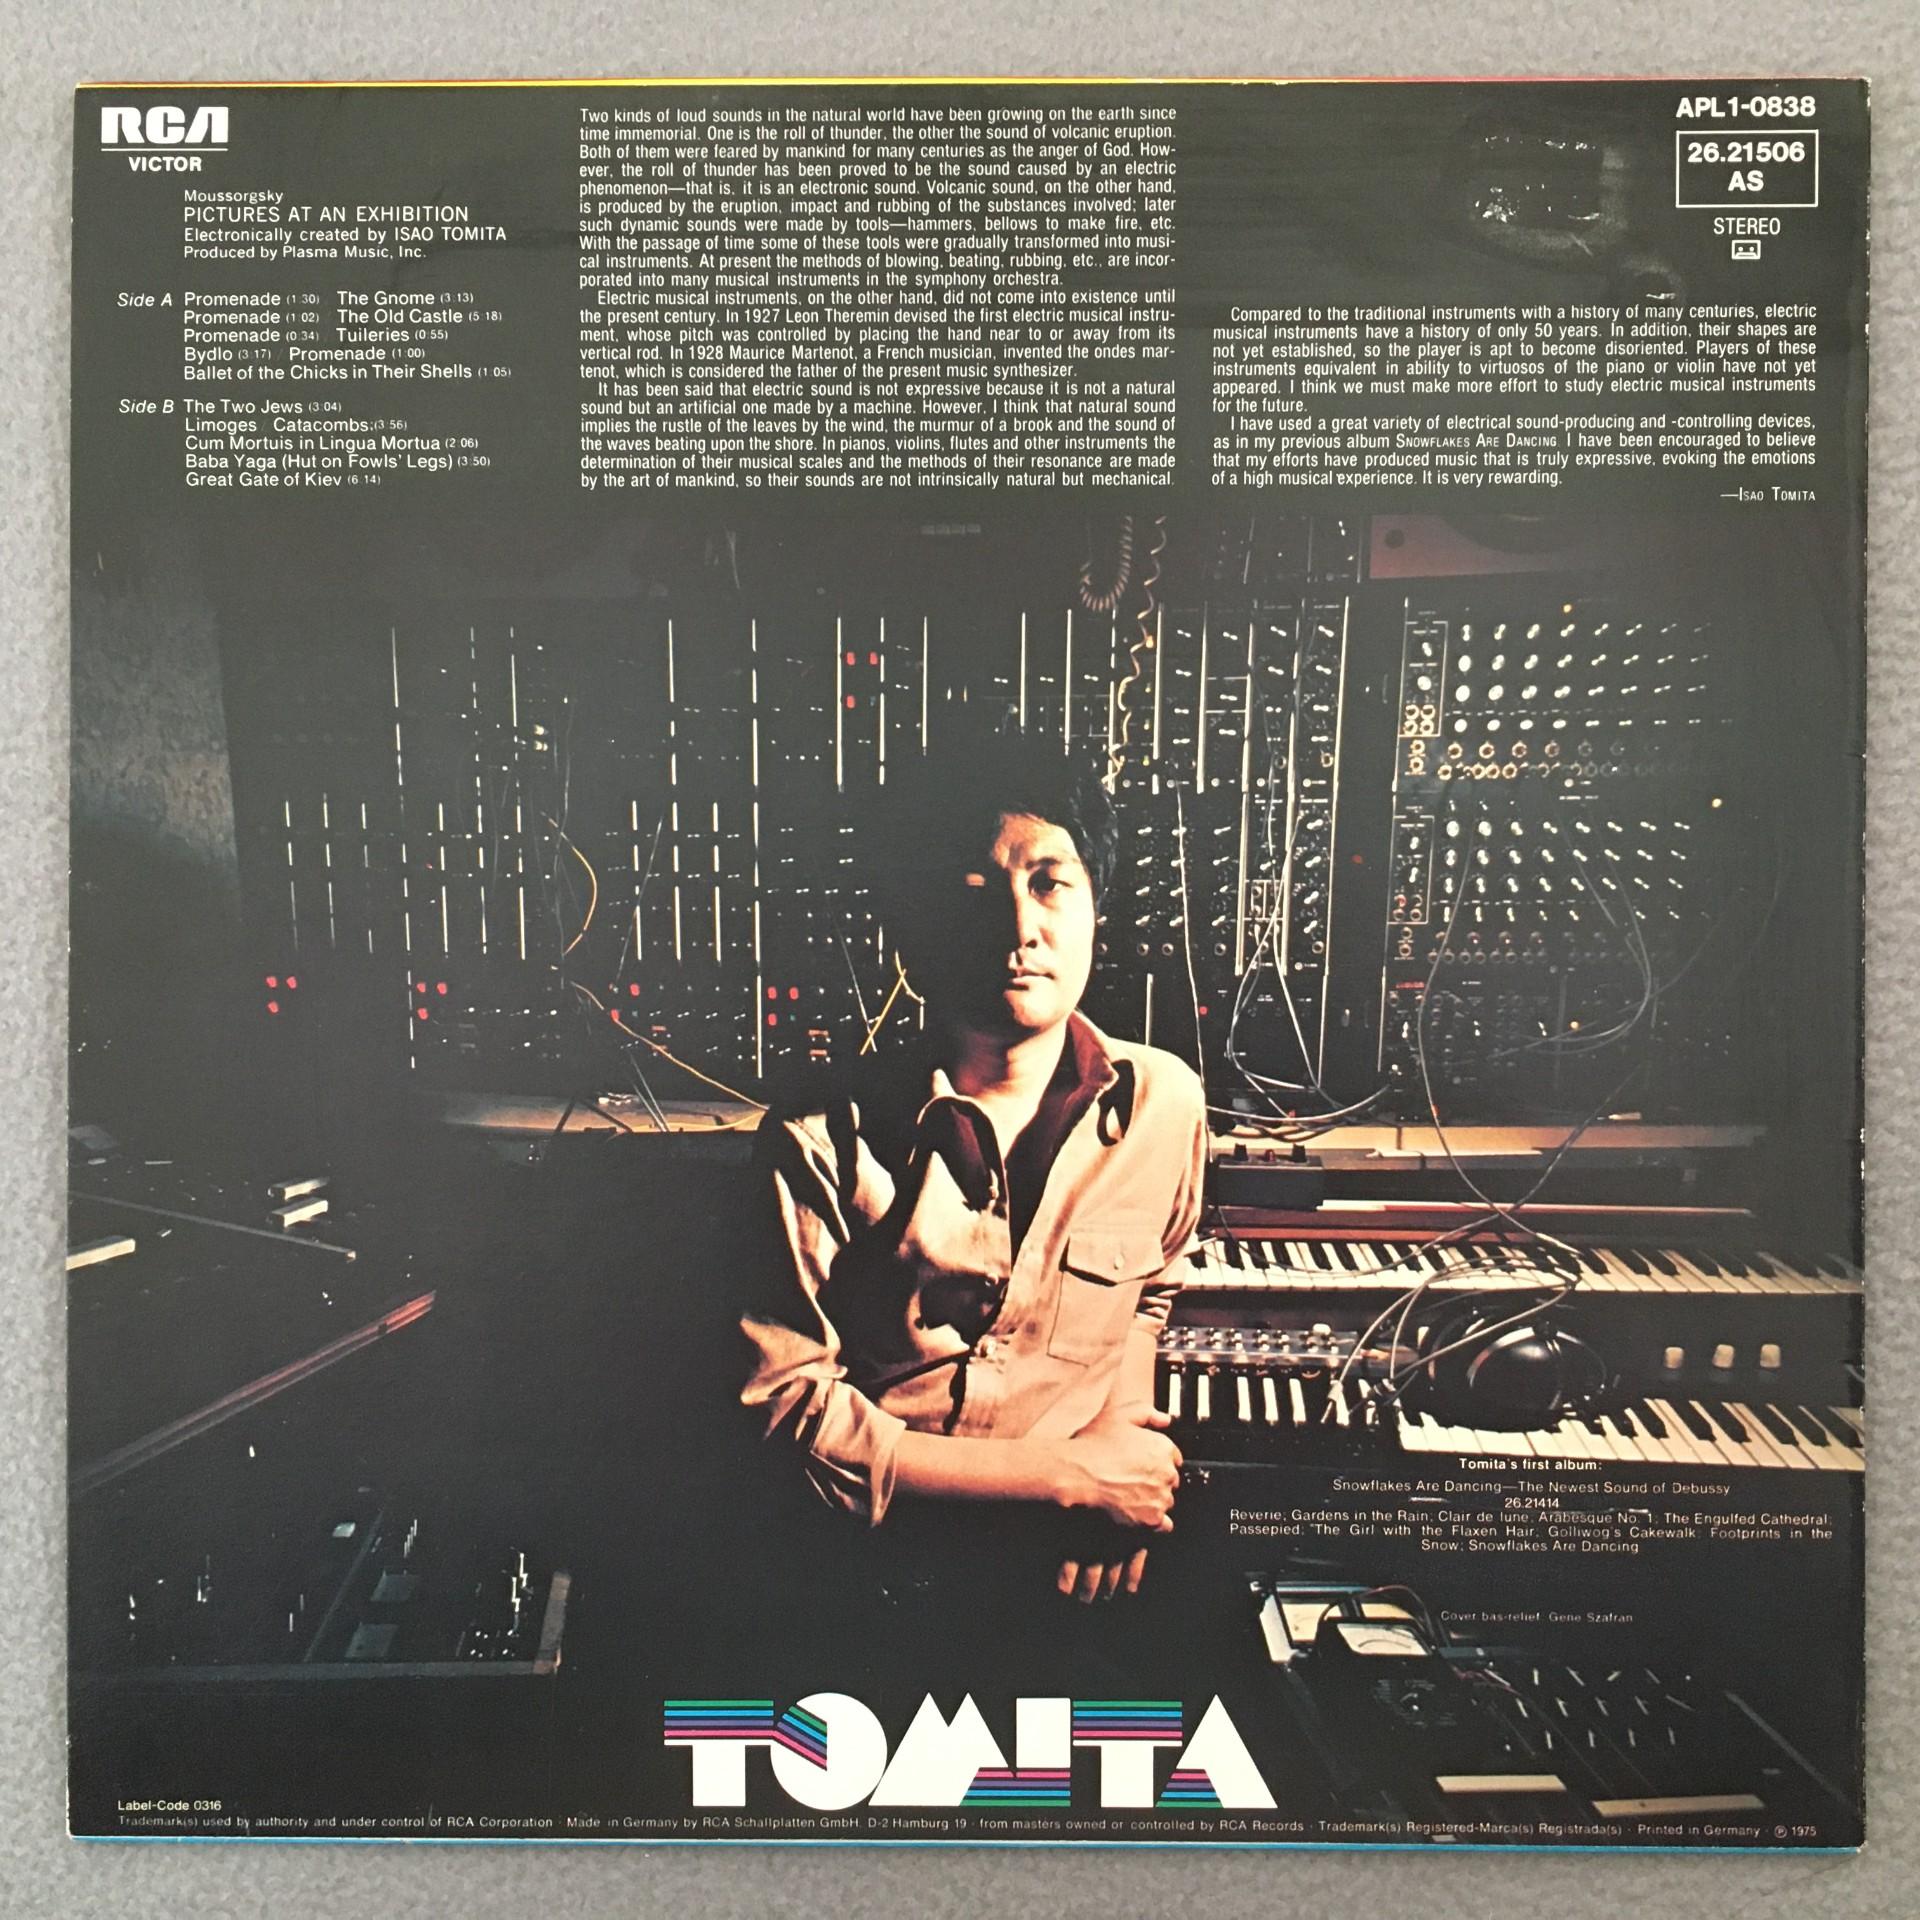 RCA
VICTOR
Moussorgsky
PICTURES AT AN EXHIBITION
Electronically created by ISAO TOMITA
Produced by Plasma Music, Inc.
Side A Promenade (1:30) The Gnome (3:13)
Promenade (1:02) The Old Castle (5:18)
Promenade (0:34) Tuileries (0:55)
Bydlo (3:17) Promenade (1:00)
Ballet of the Chicks in Their Shells (1:05)
Side B The Two Jews (3:04)
Limoges Catacombs (3:56)
Cum Mortuis in Lingua Mortua (2:06)
Baba Yaga (Hut on Fowls' Legs) (3:50)
Great Gate of Kiev (6:14)
Two kinds of loud sounds in the natural world have been growing on the earth since
time immemorial. One is the roll of thunder, the other the sound of volcanic eruption.
Both of them were feared by mankind for many centuries as the anger of God. How-
ever, the roll of thunder has been proved to be the sound caused by an electric
phenomenon—that is, it is an electronic sound. Volcanic sound, on the other hand,
is produced by the eruption, impact and rubbing of the substances involved; later
such dynamic sounds were made by tools—hammers, bellows to make fire, etc.
With the passage of time some of these tools were gradually transformed into musi-
cal instruments. At present the methods of blowing, beating, rubbing, etc., are incor-
porated into many musical instruments in the symphony orchestra.
Electric musical instruments, on the other hand, did not come into existence until
the present century. In 1927 Leon Theremin devised the first electric musical instru-
ment, whose pitch was controlled by placing the hand near to or away from its
vertical rod. In 1928 Maurice Martenot, a French musician, invented the ondes mar-
tenot, which is considered the father of the present music synthesizer.
It has been said that electric sound is not expressive because it is not a natural
sound but an artificial one made by a machine. However, I think that natural sound
implies the rustle of the leaves by the wind, the murmur of a brook and the sound of
the waves beating upon the shore. In pianos, violins, flutes and other instruments the
determination of their musical scales and the methods of their resonance are made
by the art of mankind, so their sounds are not intrinsically natural but mechanical.
APL1-0838
26.21506
AS
STEREO
Compared to the traditional instruments with a history of many centuries, electric
musical instruments have a history of only 50 years. In addition, their shapes are
not yet established, so the player is apt to become disoriented. Players of these
instruments equivalent in ability to virtuosos of the piano or violin have not yet
appeared. I think we must make more effort to study electric musical instruments
for the future.
I have used a great variety of electrical sound-producing and -controlling devices,
as in my previous album SNOWFLAKES ARE DANCING. I have been encouraged to believe
that my efforts have produced music that is truly expressive, evoking the emotions
of a high musical experience. It is very rewarding.
—ISAO TOMITA
Tomita's first album:
Snowflakes Are Dancing—The Newest Sound of Debussy
26.21414
Reverie; Gardens in the Rain; Clair de lune; Arabesque No. 1; The Engulfed Cathedral;
Passepied; The Girl with the Flaxen Hair; Golliwog's Cakewalk; Footprints in the
Snow; Snowflakes Are Dancing
Cover bas-relief: Gene Szafran
TOMITA
Label-Code 0316
Trademark(s) used by authority and under control of RCA Corporation · Made in Germany by RCA Schallplatten GmbH. D-2 Hamburg 19 · from masters owned or controlled by RCA Records · Trademark(s) Registered-Marca(s) Registrada(s) · Printed in Germany · ℗ 1975